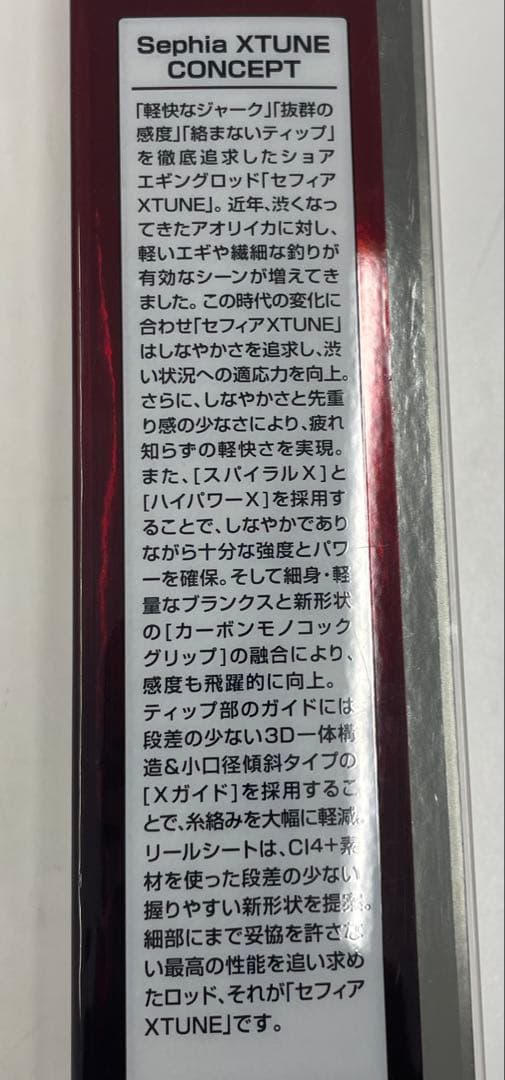 Sephia XTUNE
CONCEPT
「軽快なジャーク」「抜群の
感度」「絡まないティップ」
を徹底追求したショア
エギングロッド「セフィア
XTUNE」。近年、渋くなっ
てきたアオリイカに対し、
軽いエギや繊細な釣りが
有効なシーンが増えてき
ました。この時代の変化に
合わせ「セフィアXTUNE」
はしなやかさを追求し、渋
い状況への適応力を向上。
さらに、しなやかさと先重
り感の少なさにより、疲れ
知らずの軽快さを実現。
また、[スパイラルX]と
[ハイパワーX]を採用す
ることで、しなやかであり
ながら十分な強度とパワ
ーを確保。そして細身・軽
量なブランクスと新形状
の[カーボンモノコック
グリップ]の融合により、
感度も飛躍的に向上。
ティップ部のガイドには
段差の少ない3D一体構
造&小口径傾斜タイプの
[Xガイド]を採用するこ
とで、糸絡みを大幅に軽減。
リールシートは、CI4+素
材を使った段差の少ない
握りやすい新形状を提案。
細部にまで妥協を許さな
い最高の性能を追い求め
たロッド、それが「セフィア
XTUNE」です。